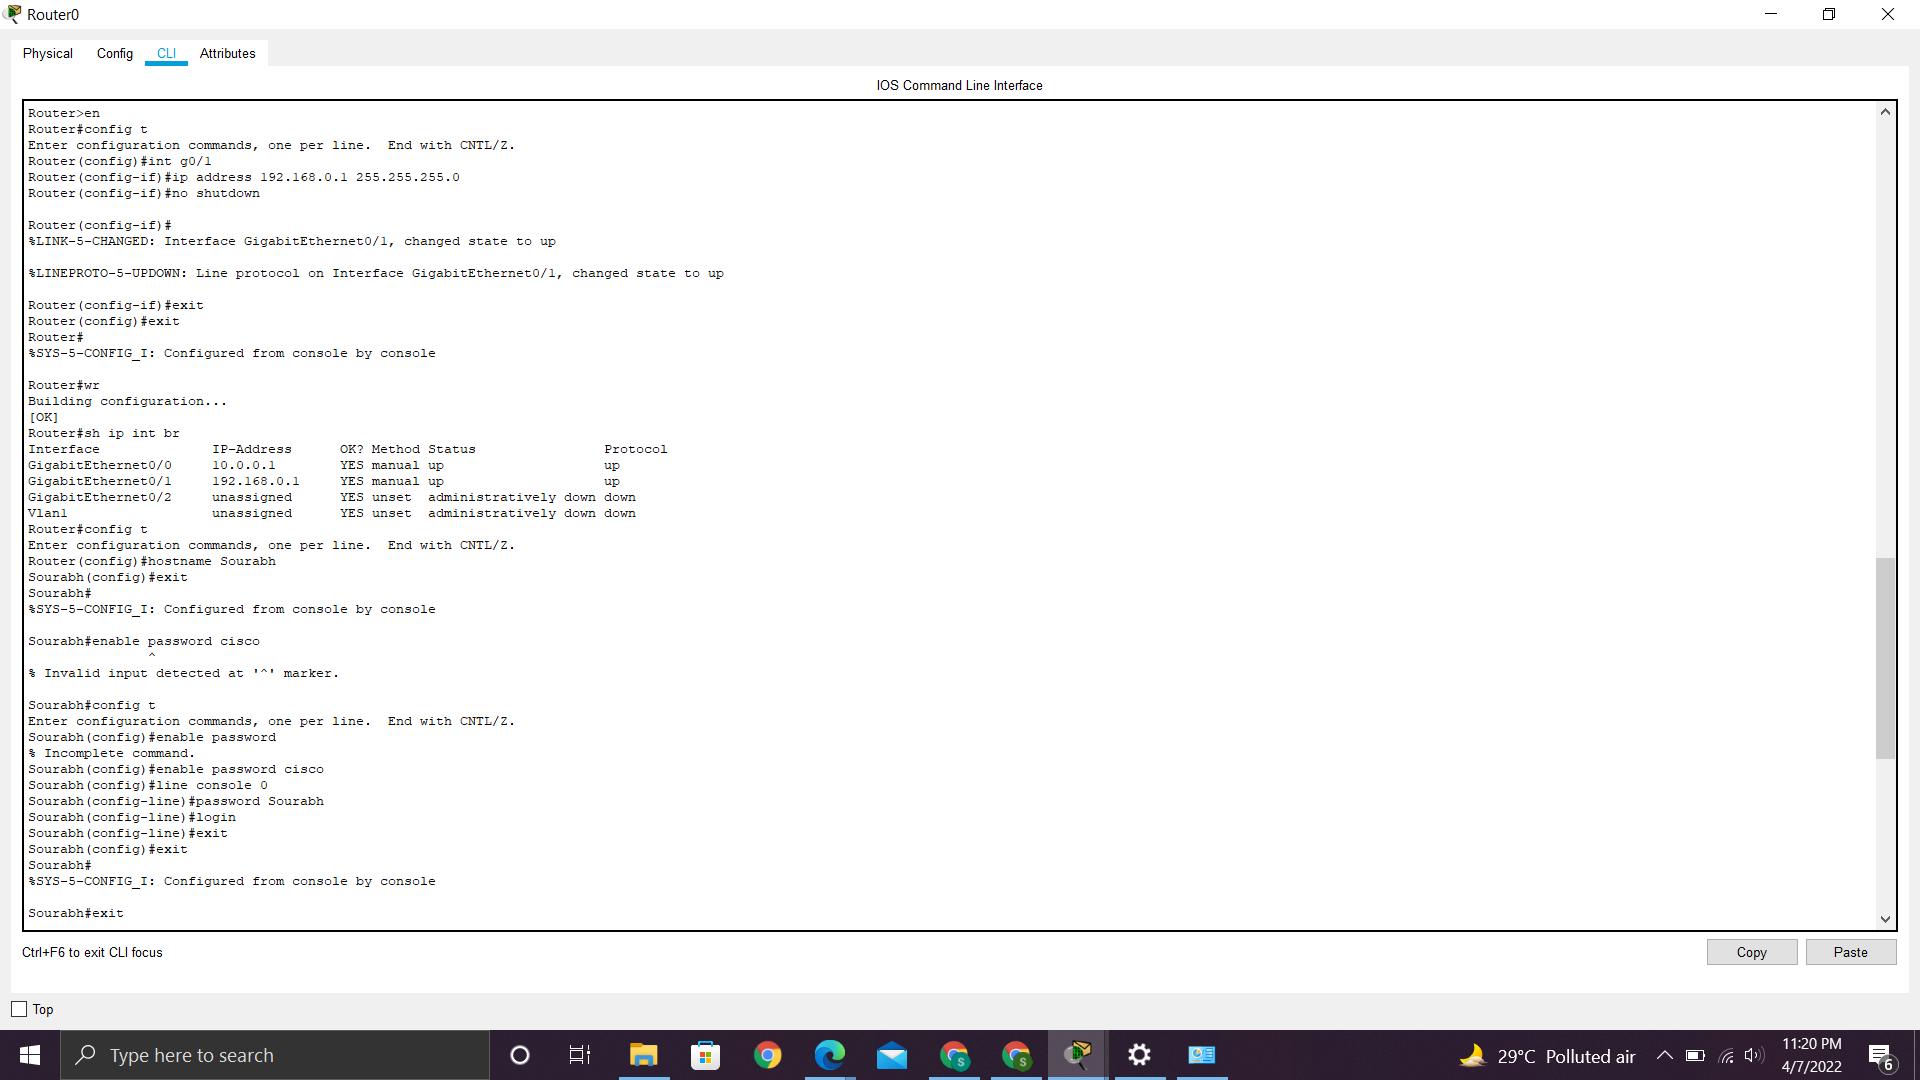 Router0
Physical Config CLI Attributes
IOS Command Line Interface
Router>en
Router#config t
Enter configuration commands, one per line.  End with CNTL/Z.
Router(config)#int g0/1
Router(config-if)#ip address 192.168.0.1 255.255.255.0
Router(config-if)#no shutdown
Router(config-if)#
%LINK-5-CHANGED: Interface GigabitEthernet0/1, changed state to up
%LINEPROTO-5-UPDOWN: Line protocol on Interface GigabitEthernet0/1, changed state to up
Router(config-if)#exit
Router(config)#exit
Router#
%SYS-5-CONFIG_I: Configured from console by console
Router#wr
Building configuration...
[OK]
Router#sh ip int br
Interface              IP-Address      OK? Method Status                Protocol
GigabitEthernet0/0     10.0.0.1        YES manual up                    up
GigabitEthernet0/1     192.168.0.1     YES manual up                    up
GigabitEthernet0/2     unassigned      YES unset  administratively down down
Vlan1                  unassigned      YES unset  administratively down down
Router#config t
Enter configuration commands, one per line.  End with CNTL/Z.
Router(config)#hostname Sourabh
Sourabh(config)#exit
Sourabh#
%SYS-5-CONFIG_I: Configured from console by console
Sourabh#enable password cisco
^
% Invalid input detected at '^' marker.
Sourabh#config t
Enter configuration commands, one per line.  End with CNTL/Z.
Sourabh(config)#enable password
% Incomplete command.
Sourabh(config)#enable password cisco
Sourabh(config)#line console 0
Sourabh(config-line)#password Sourabh
Sourabh(config-line)#login
Sourabh(config-line)#exit
Sourabh(config)#exit
Sourabh#
%SYS-5-CONFIG_I: Configured from console by console
Sourabh#exit
Ctrl+F6 to exit CLI focus
Copy Paste
Top
Type here to search
S
S
29°C Polluted air
11:20 PM
4/7/2022
6